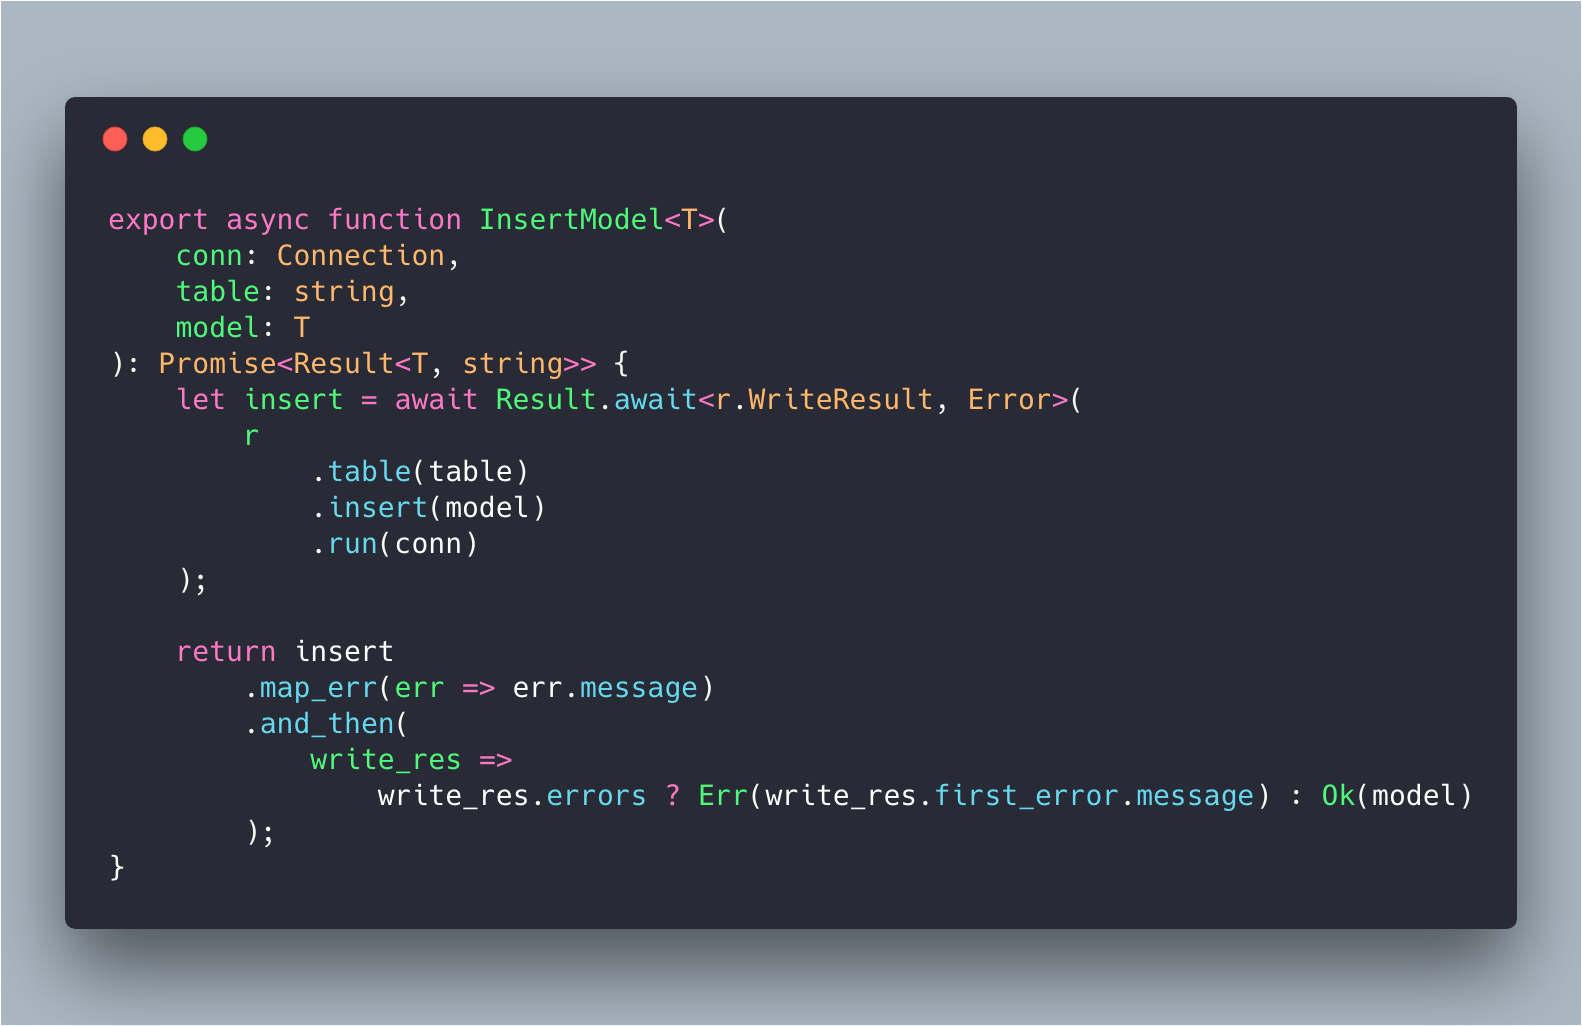 export async function InsertModel<T>(
    conn: Connection,
    table: string,
    model: T
): Promise<Result<T, string>> {
    let insert = await Result.await<r.WriteResult, Error>(
        r
            .table(table)
            .insert(model)
            .run(conn)
    );

    return insert
        .map_err(err => err.message)
        .and_then(
            write_res =>
                write_res.errors ? Err(write_res.first_error.message) : Ok(model)
        );
}